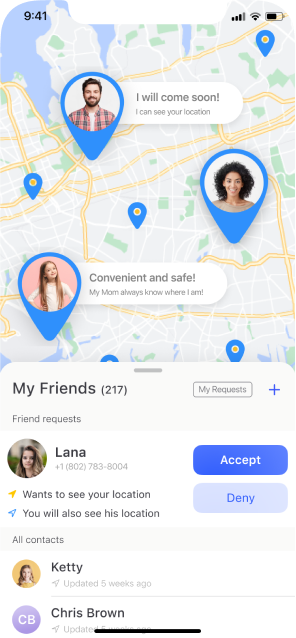 9:41
I will come soon!
I can see your location
Convenient and safe!
My Mom always know where I am!
My Friends (217)
My Requests
+
Friend requests
Lana
+1 (802) 783-8004
Accept
Wants to see your location
Deny
You will also see his location
All contacts
Ketty
Updated 5 weeks ago
CB
Chris Brown
Updated 5 weeks ago